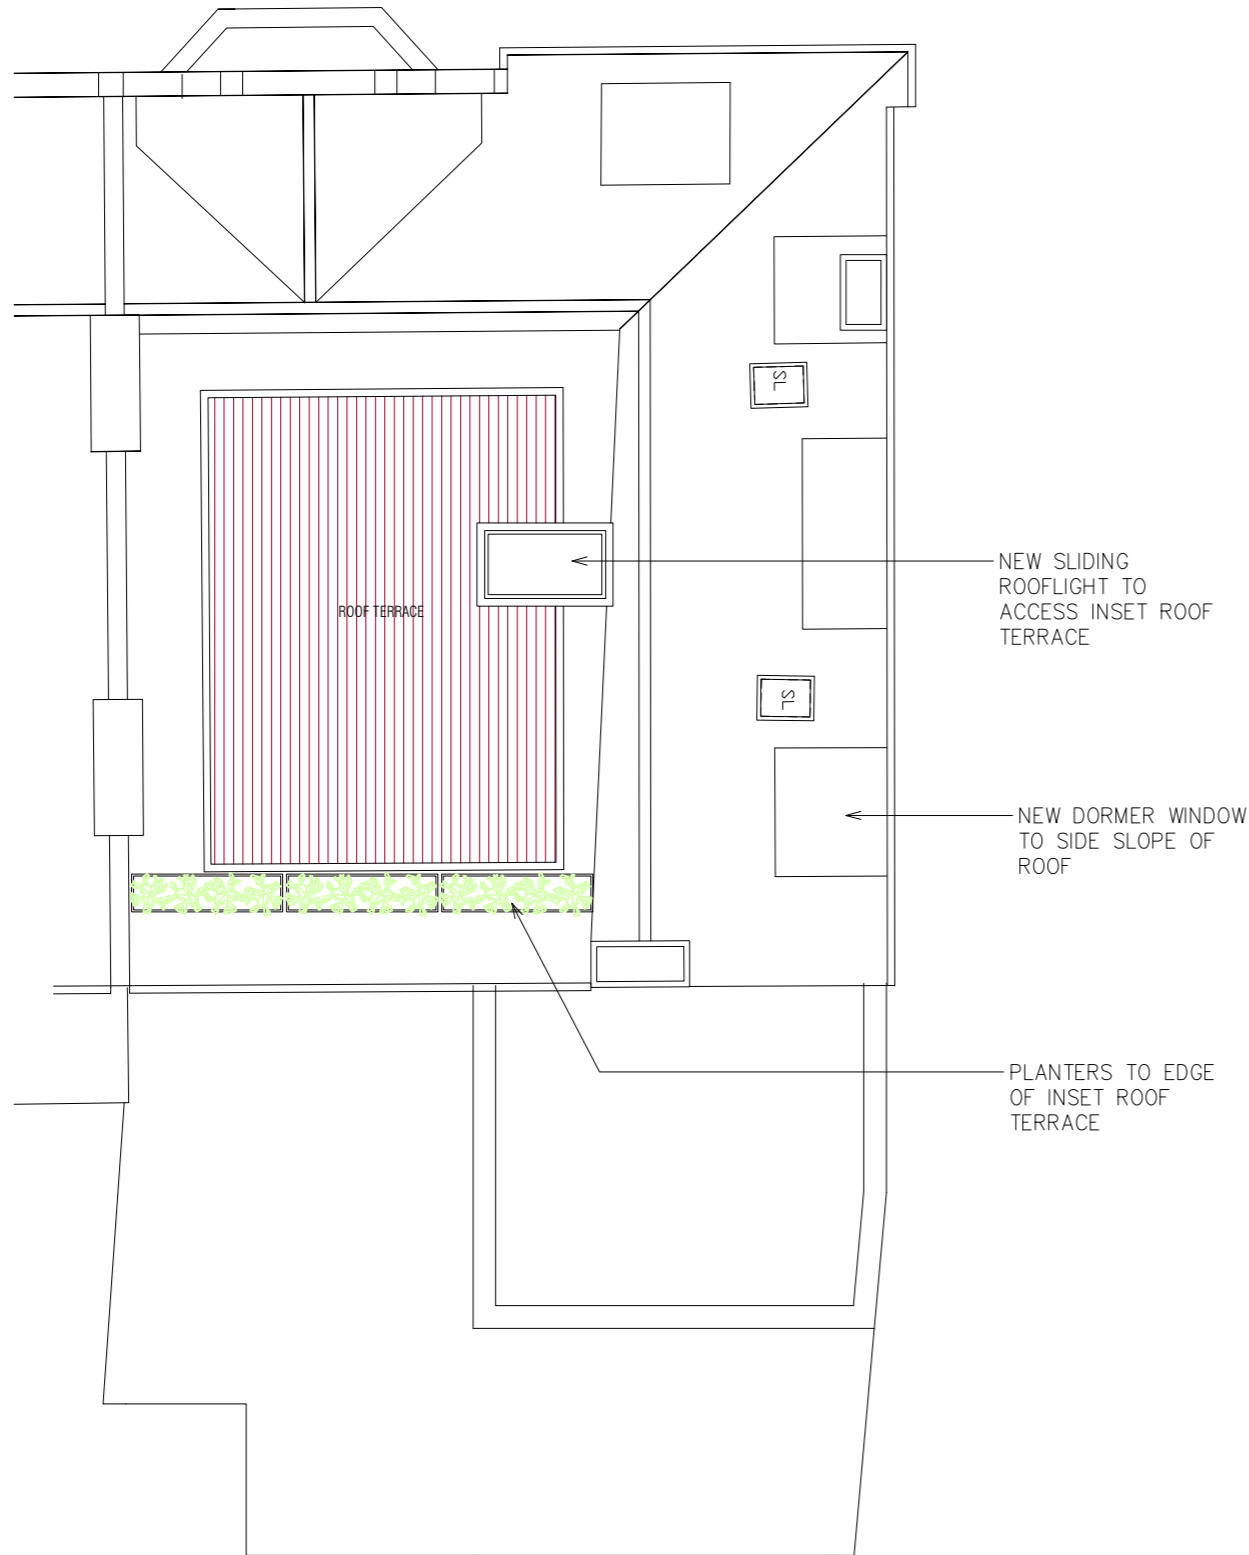 SL
NEW SLIDING
ROOFLIGHT TO
ACCESS INSET ROOF
TERRACE
ROOF TERRACE
SL
NEW DORMER WINDOW
TO SIDE SLOPE OF
ROOF
PLANTERS TO EDGE
OF INSET ROOF
TERRACE